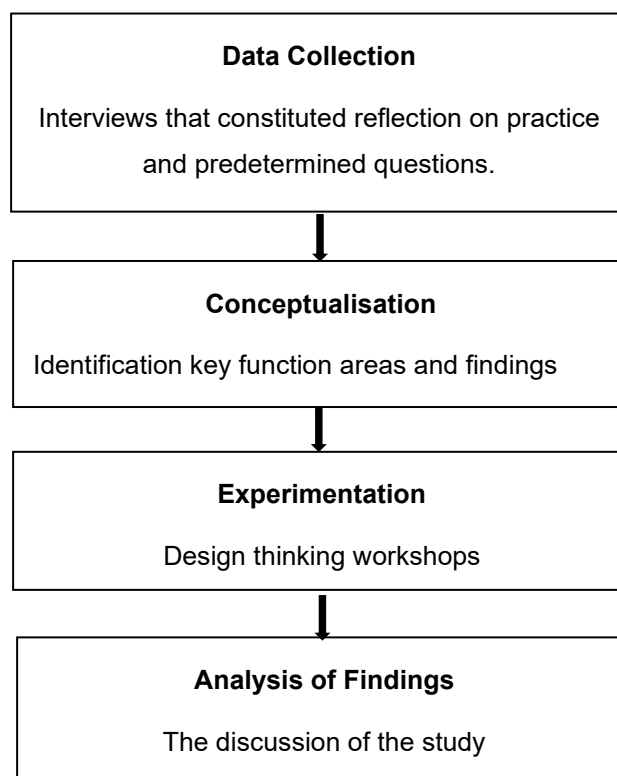 Data Collection
Interviews that constituted reflection on practice
and predetermined questions.
Conceptualisation
Identification key function areas and findings
Experimentation
Design thinking workshops
Analysis of Findings
The discussion of the study